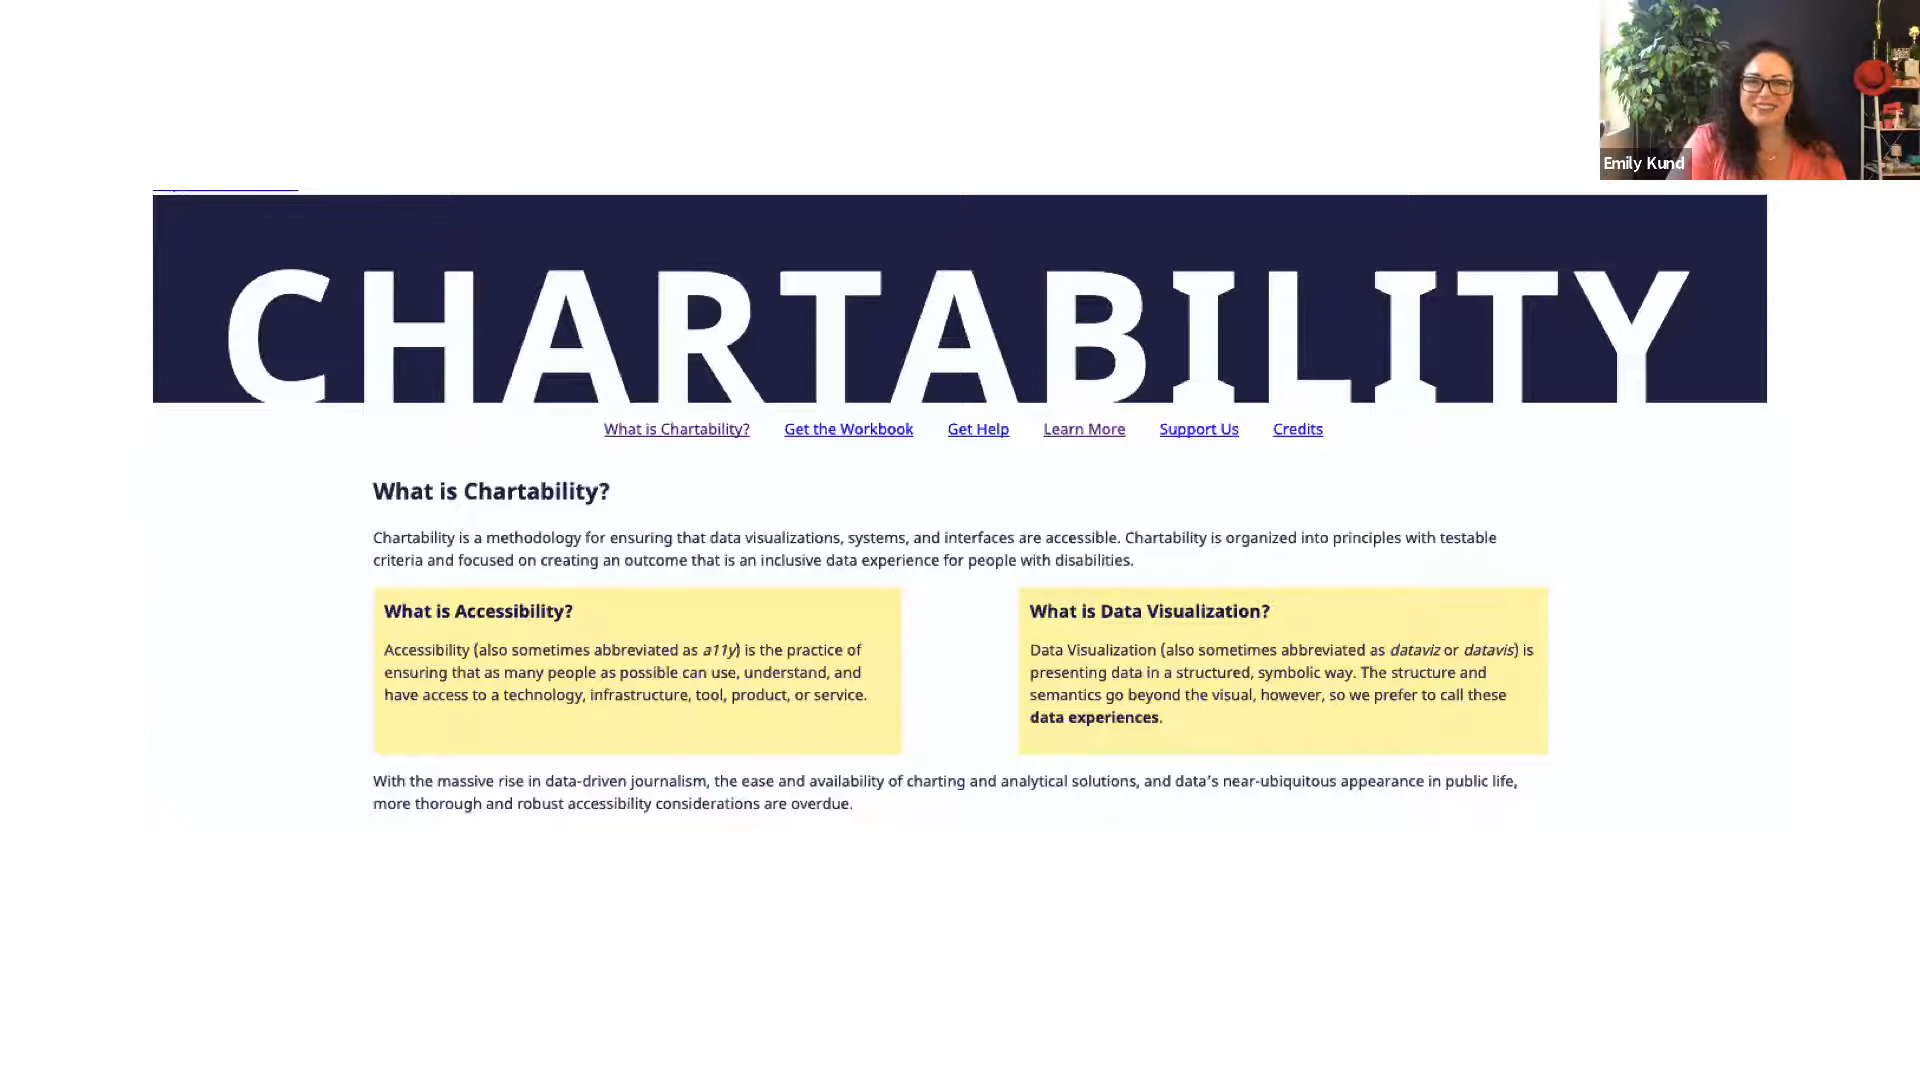 Emily Kund
CHARTABILITY
What is Chartability? Get the Workbook Get Help Learn More Support Us Credits
What is Chartability?
Chartability is a methodology for ensuring that data visualizations, systems, and interfaces are accessible. Chartability is organized into principles with testable
criteria and focused on creating an outcome that is an inclusive data experience for people with disabilities.
What is Accessibility?
Accessibility (also sometimes abbreviated as a11y) is the practice of
ensuring that as many people as possible can use, understand, and
have access to a technology, infrastructure, tool, product, or service.
What is Data Visualization?
Data Visualization (also sometimes abbreviated as dataviz or datavis) is
presenting data in a structured, symbolic way. The structure and
semantics go beyond the visual, however, so we prefer to call these
data experiences.
With the massive rise in data-driven journalism, the ease and availability of charting and analytical solutions, and data’s near-ubiquitous appearance in public life,
more thorough and robust accessibility considerations are overdue.